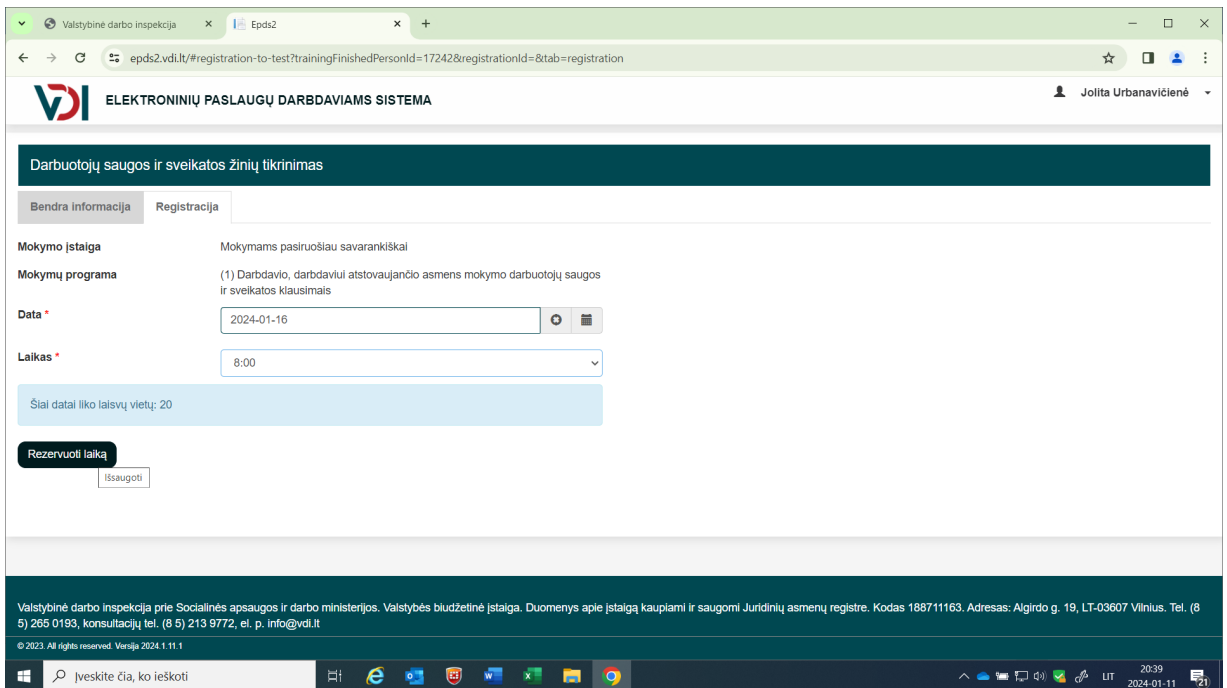 Valstybinė darbo inspekcija
Epds2
epds2.vdi.lt/#registration-to-test?trainingFinishedPersonId=17242&registrationId=&tab=registration
VDI
ELEKTRONINIŲ PASLAUGŲ DARBDAVIAMS SISTEMA
Jolita Urbanavičienė
Darbuotojų saugos ir sveikatos žinių tikrinimas
Bendra informacija
Registracija
Mokymo įstaiga
Mokymams pasiruošiau savarankiškai
Mokymų programa
(1) Darbdavio, darbdaviui atstovaujančio asmens mokymo darbuotojų saugos
ir sveikatos klausimais
Data *
2024-01-16
Laikas *
8:00
Šiai datai liko laisvų vietų: 20
Rezervuoti laiką
Išsaugoti
Valstybinė darbo inspekcija prie Socialinės apsaugos ir darbo ministerijos. Valstybės biudžetinė įstaiga. Duomenys apie įstaigą kaupiami ir saugomi Juridinių asmenų registre. Kodas 188711163. Adresas: Algirdo g. 19, LT-03607 Vilnius. Tel. (8
5) 265 0193, konsultacijų tel. (8 5) 213 9772, el. p. info@vdi.lt
© 2023. All rights reserved. Versija 2024.1.11.1
Įveskite čia, ko ieškoti
LIT
20:39
2024-01-11
21